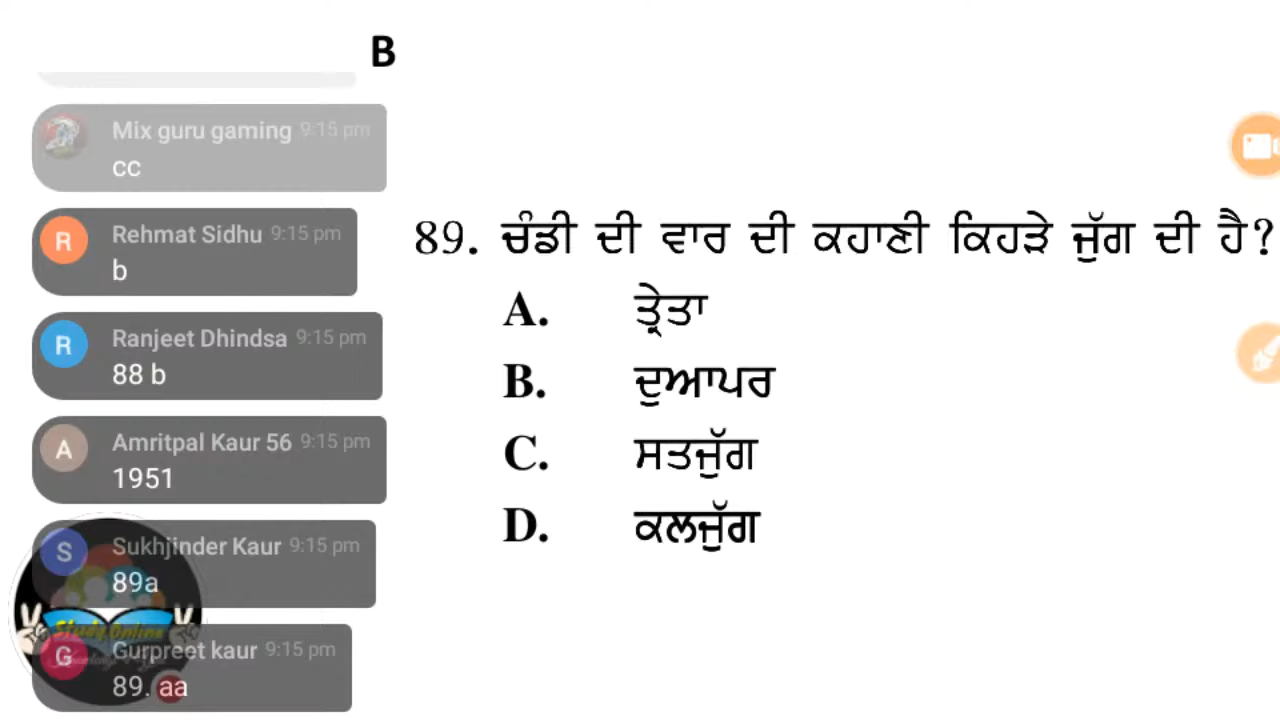 B
Mix guru gaming 9:15 pm
cc
Rehmat Sidhu 9:15 pm
b
Ranjeet Dhindsa 9:15 pm
88 b
Amritpal Kaur 56 9:15 pm
1951
Sukhjinder Kaur 9:15 pm
89a
Gurpreet kaur 9:15 pm
89. aa
Study Online
89. ਚੰਡੀ ਦੀ ਵਾਰ ਦੀ ਕਹਾਣੀ ਕਿਹੜੇ ਜੁੱਗ ਦੀ ਹੈ?
A. ਤ੍ਰੇਤਾ
B. ਦੁਆਪਰ
C. ਸਤਜੁੱਗ
D. ਕਲਜੁੱਗ